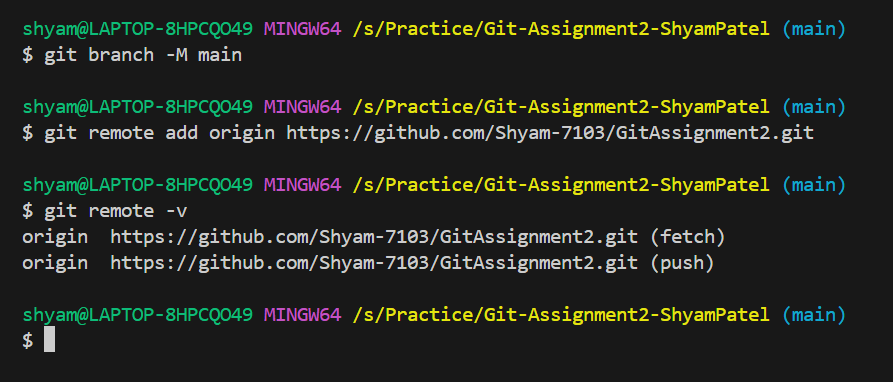 shyam@LAPTOP-8HPCQO49 MINGW64 /s/Practice/Git-Assignment2-ShyamPatel (main)
$ git branch -M main
shyam@LAPTOP-8HPCQO49 MINGW64 /s/Practice/Git-Assignment2-ShyamPatel (main)
$ git remote add origin https://github.com/Shyam-7103/GitAssignment2.git
shyam@LAPTOP-8HPCQO49 MINGW64 /s/Practice/Git-Assignment2-ShyamPatel (main)
$ git remote -v
origin  https://github.com/Shyam-7103/GitAssignment2.git (fetch)
origin  https://github.com/Shyam-7103/GitAssignment2.git (push)
shyam@LAPTOP-8HPCQO49 MINGW64 /s/Practice/Git-Assignment2-ShyamPatel (main)
$